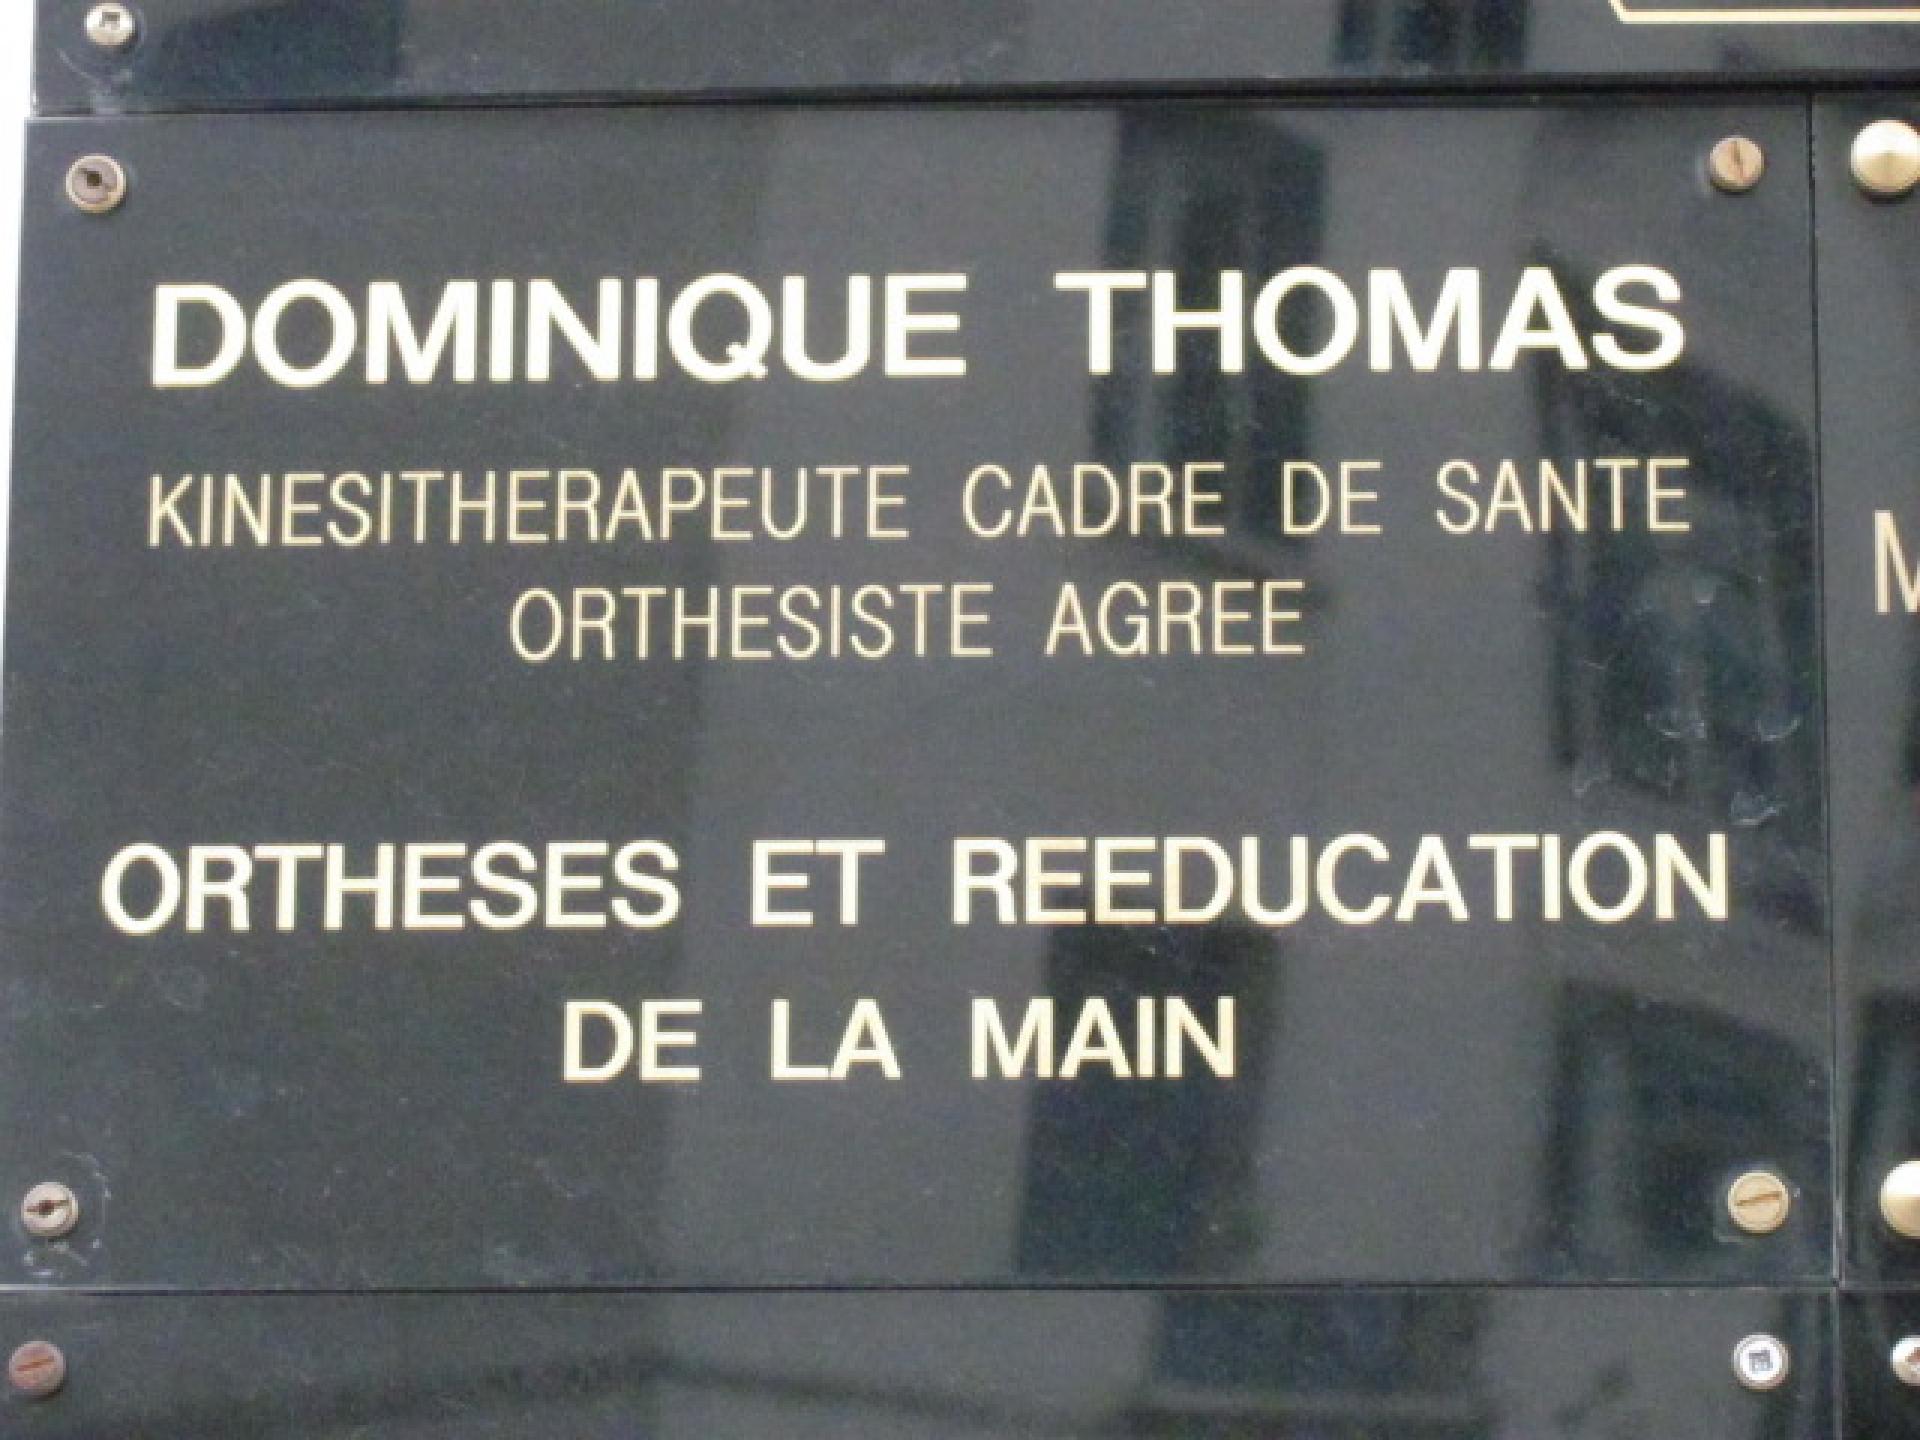 DOMINIQUE THOMAS
KINESITHERAPEUTE CADRE DE SANTE
ORTHESISTE AGREE
ORTHESES ET REEDUCATION
DE LA MAIN